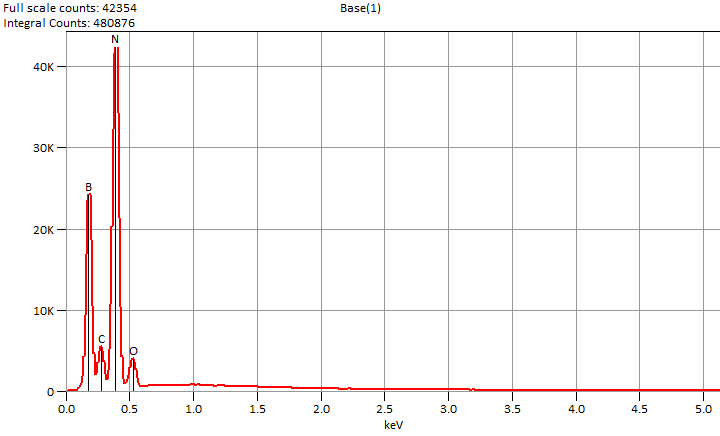 Full scale counts: 42354
Base(1)
Integral Counts: 480876
N
40K
30K
B
20K
10K
C
O
0
0.0 0.5 1.0 1.5 2.0 2.5 3.0 3.5 4.0 4.5 5.0
keV